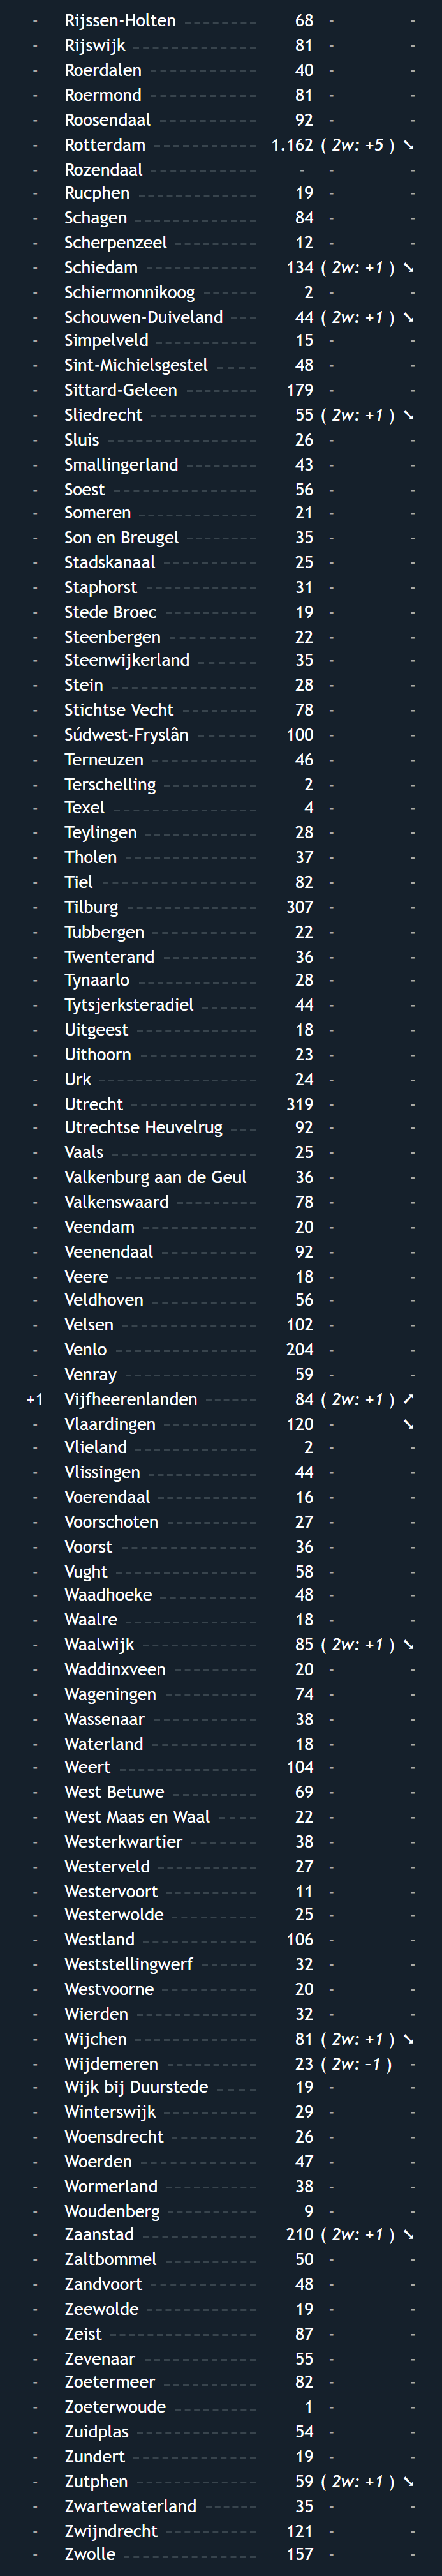 - Rijssen-Holten 68 - -
- Rijswijk 81 - -
- Roerdalen 40 - -
- Roermond 81 - -
- Roosendaal 92 - -
- Rotterdam 1.162 ( 2w: +5 ) ➘
- Rozendaal - - -
- Rucphen 19 - -
- Schagen 84 - -
- Scherpenzeel 12 - -
- Schiedam 134 ( 2w: +1 ) ➘
- Schiermonnikoog 2 - -
- Schouwen-Duiveland 44 ( 2w: +1 ) ➘
- Simpelveld 15 - -
- Sint-Michielsgestel 48 - -
- Sittard-Geleen 179 - -
- Sliedrecht 55 ( 2w: +1 ) ➘
- Sluis 26 - -
- Smallingerland 43 - -
- Soest 56 - -
- Someren 21 - -
- Son en Breugel 35 - -
- Stadskanaal 25 - -
- Staphorst 31 - -
- Stede Broec 19 - -
- Steenbergen 22 - -
- Steenwijkerland 35 - -
- Stein 28 - -
- Stichtse Vecht 78 - -
- Súdwest-Fryslân 100 - -
- Terneuzen 46 - -
- Terschelling 2 - -
- Texel 4 - -
- Teylingen 28 - -
- Tholen 37 - -
- Tiel 82 - -
- Tilburg 307 - -
- Tubbergen 22 - -
- Twenterand 36 - -
- Tynaarlo 28 - -
- Tytsjerksteradiel 44 - -
- Uitgeest 18 - -
- Uithoorn 23 - -
- Urk 24 - -
- Utrecht 319 - -
- Utrechtse Heuvelrug 92 - -
- Vaals 25 - -
- Valkenburg aan de Geul 36 - -
- Valkenswaard 78 - -
- Veendam 20 - -
- Veenendaal 92 - -
- Veere 18 - -
- Veldhoven 56 - -
- Velsen 102 - -
- Venlo 204 - -
- Venray 59 - -
+1 Vijfheerenlanden 84 ( 2w: +1 ) ➚
- Vlaardingen 120 - ➘
- Vlieland 2 - -
- Vlissingen 44 - -
- Voerendaal 16 - -
- Voorschoten 27 - -
- Voorst 36 - -
- Vught 58 - -
- Waadhoeke 48 - -
- Waalre 18 - -
- Waalwijk 85 ( 2w: +1 ) ➘
- Waddinxveen 20 - -
- Wageningen 74 - -
- Wassenaar 38 - -
- Waterland 18 - -
- Weert 104 - -
- West Betuwe 69 - -
- West Maas en Waal 22 - -
- Westerkwartier 38 - -
- Westerveld 27 - -
- Westervoort 11 - -
- Westerwolde 25 - -
- Westland 106 - -
- Weststellingwerf 32 - -
- Westvoorne 20 - -
- Wierden 32 - -
- Wijchen 81 ( 2w: +1 ) ➘
- Wijdemeren 23 ( 2w: -1 ) -
- Wijk bij Duurstede 19 - -
- Winterswijk 29 - -
- Woensdrecht 26 - -
- Woerden 47 - -
- Wormerland 38 - -
- Woudenberg 9 - -
- Zaanstad 210 ( 2w: +1 ) ➘
- Zaltbommel 50 - -
- Zandvoort 48 - -
- Zeewolde 19 - -
- Zeist 87 - -
- Zevenaar 55 - -
- Zoetermeer 82 - -
- Zoeterwoude 1 - -
- Zuidplas 54 - -
- Zundert 19 - -
- Zutphen 59 ( 2w: +1 ) ➘
- Zwartewaterland 35 - -
- Zwijndrecht 121 - -
- Zwolle 157 - -